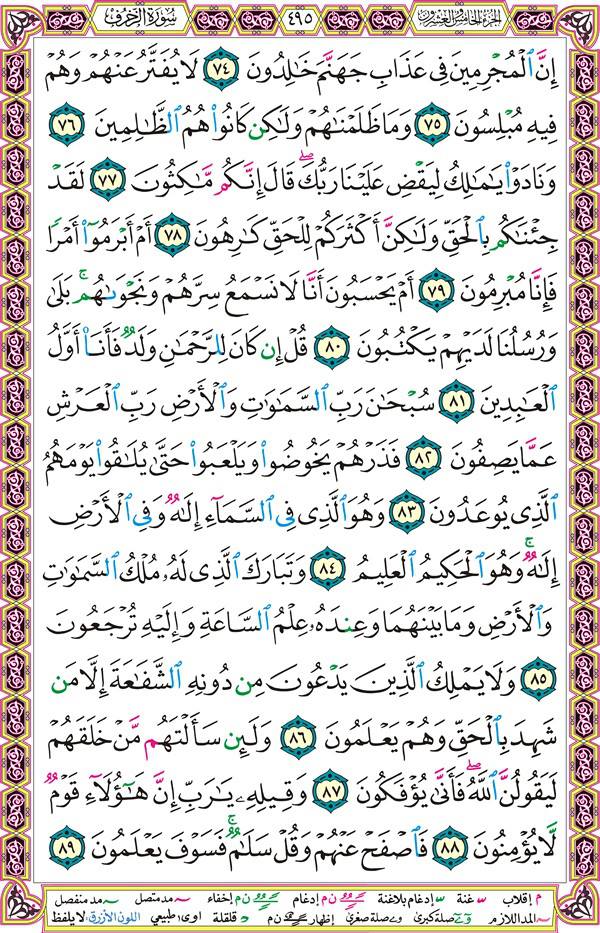 الجزء الخامس والعشرون ٤٩٥ سورة الزخرف
إِنَّ ٱلْمُجْرِمِينَ فِى عَذَابِ جَهَنَّمَ خَٰلِدُونَ ٧٤ لَا يُفَتَّرُ عَنْهُمْ وَهُمْ
فِيهِ مُبْلِسُونَ ٧٥ وَمَا ظَلَمْنَٰهُمْ وَلَٰكِن كَانُوا۟ هُمُ ٱلظَّٰلِمِينَ ٧٦
وَنَادَوْا۟ يَٰمَٰلِكُ لِيَقْضِ عَلَيْنَا رَبُّكَ ۖ قَالَ إِنَّكُم مَّٰكِثُونَ ٧٧ لَقَدْ
جِئْنَٰكُم بِٱلْحَقِّ وَلَٰكِنَّ أَكْثَرَكُمْ لِلْحَقِّ كَٰرِهُونَ ٧٨ أَمْ أَبْرَمُوٓا۟ أَمْرًا
فَإِنَّا مُبْرِمُونَ ٧٩ أَمْ يَحْسَبُونَ أَنَّا لَا نَسْمَعُ سِرَّهُمْ وَنَجْوَىٰهُم ۚ بَلَىٰ
وَرُسُلُنَا لَدَيْهِمْ يَكْتُبُونَ ٨٠ قُلْ إِن كَانَ لِلرَّحْمَٰنِ وَلَدٌ فَأَنَا۠ أَوَّلُ
ٱلْعَٰبِدِينَ ٨١ سُبْحَٰنَ رَبِّ ٱلسَّمَٰوَٰتِ وَٱلْأَرْضِ رَبِّ ٱلْعَرْشِ
عَمَّا يَصِفُونَ ٨٢ فَذَرْهُمْ يَخُوضُوا۟ وَيَلْعَبُوا۟ حَتَّىٰ يُلَٰقُوا۟ يَوْمَهُمُ
ٱلَّذِى يُوعَدُونَ ٨٣ وَهُوَ ٱلَّذِى فِى ٱلسَّمَآءِ إِلَٰهٌ وَفِى ٱلْأَرْضِ
إِلَٰهٌ ۚ وَهُوَ ٱلْحَكِيمُ ٱلْعَلِيمُ ٨٤ وَتَبَارَكَ ٱلَّذِى لَهُۥ مُلْكُ ٱلسَّمَٰوَٰتِ
وَٱلْأَرْضِ وَمَا بَيْنَهُمَا وَعِندَهُۥ عِلْمُ ٱلسَّاعَةِ وَإِلَيْهِ تُرْجَعُونَ
٨٥ وَلَا يَمْلِكُ ٱلَّذِينَ يَدْعُونَ مِن دُونِهِ ٱلشَّفَٰعَةَ إِلَّا مَن
شَهِدَ بِٱلْحَقِّ وَهُمْ يَعْلَمُونَ ٨٦ وَلَئِن سَأَلْتَهُم مَّنْ خَلَقَهُمْ
لَيَقُولُنَّ ٱللَّهُ ۖ فَأَنَّىٰ يُؤْفَكُونَ ٨٧ وَقِيلِهِۦ يَٰرَبِّ إِنَّ هَٰٓؤُلَآءِ قَوْمٌ
لَّا يُؤْمِنُونَ ٨٨ فَٱصْفَحْ عَنْهُمْ وَقُلْ سَلَٰمٌ ۚ فَسَوْفَ يَعْلَمُونَ ٨٩
م إقلاب غنة إدغام بلاغنة ن م إدغام ن م إخفاء مد متصل مد منفصل
المد اللازم صلة كبرى صلة صغرى إظهار ن م قلقلة اوى: طبيعي اللون الأزرق: لا يلفظ